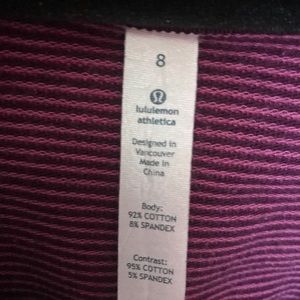 8
lululemon
athletica
Designed in
Vancouver
Made in
China
Body:
92% COTTON
8% SPANDEX
Contrast:
95% COTTON
5% SPANDEX